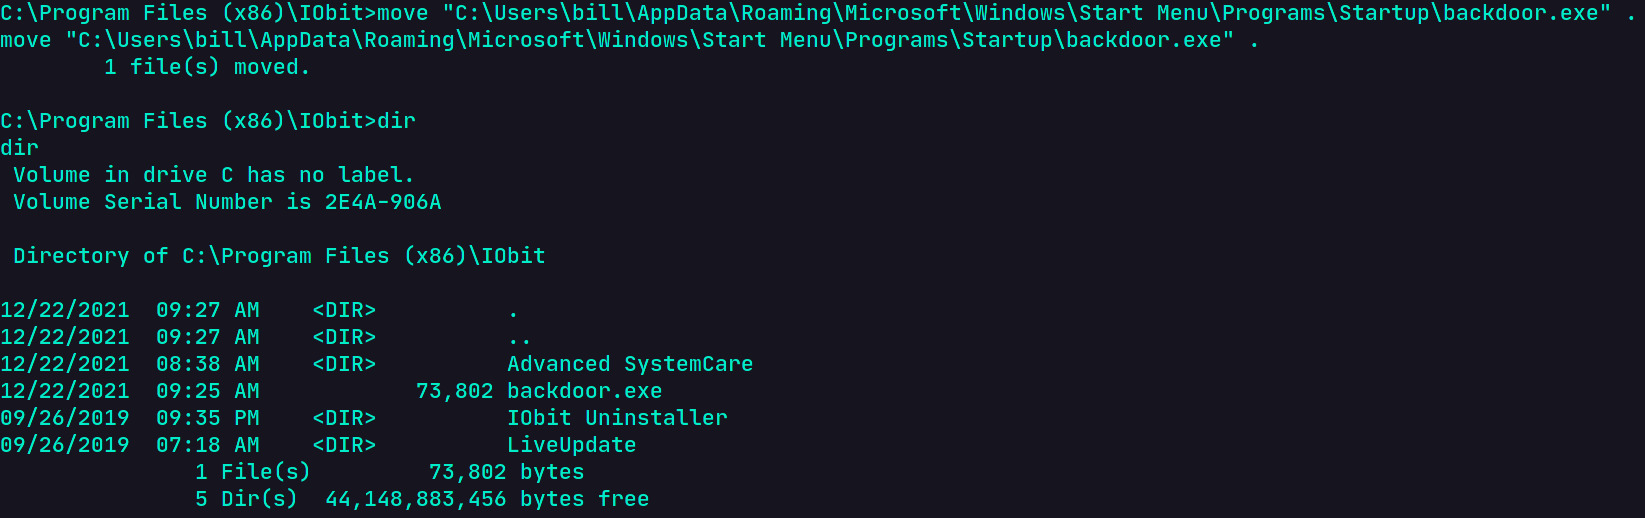 C:\Program Files (x86)\IObit>move "C:\Users\bill\AppData\Roaming\Microsoft\Windows\Start Menu\Programs\Startup\backdoor.exe" .
move "C:\Users\bill\AppData\Roaming\Microsoft\Windows\Start Menu\Programs\Startup\backdoor.exe" .
        1 file(s) moved.

C:\Program Files (x86)\IObit>dir
dir
 Volume in drive C has no label.
 Volume Serial Number is 2E4A-906A

 Directory of C:\Program Files (x86)\IObit

12/22/2021  09:27 AM    <DIR>          .
12/22/2021  09:27 AM    <DIR>          ..
12/22/2021  08:38 AM    <DIR>          Advanced SystemCare
12/22/2021  09:25 AM            73,802 backdoor.exe
09/26/2019  09:35 PM    <DIR>          IObit Uninstaller
09/26/2019  07:18 AM    <DIR>          LiveUpdate
               1 File(s)         73,802 bytes
               5 Dir(s)  44,148,883,456 bytes free